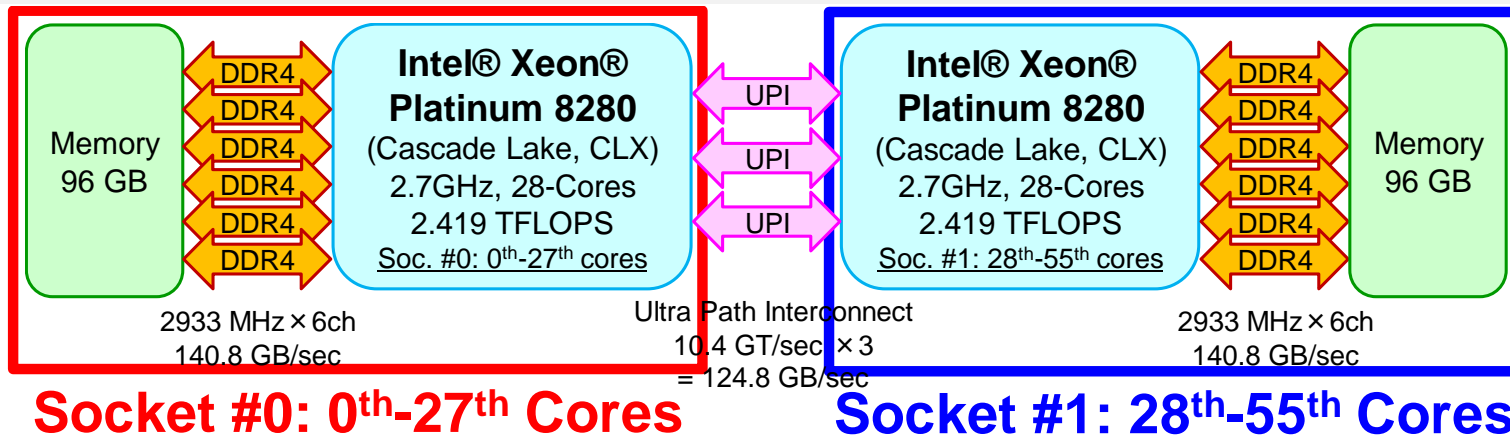 Memory
96 GB
DDR4
DDR4
DDR4
DDR4
DDR4
DDR4
2933 MHz×6ch
140.8 GB/sec
Intel® Xeon®
Platinum 8280
(Cascade Lake, CLX)
2.7GHz, 28-Cores
2.419 TFLOPS
Soc. #0: 0th-27th cores
UPI
UPI
UPI
Ultra Path Interconnect
10.4 GT/sec ×3
= 124.8 GB/sec
Intel® Xeon®
Platinum 8280
(Cascade Lake, CLX)
2.7GHz, 28-Cores
2.419 TFLOPS
Soc. #1: 28th-55th cores
DDR4
DDR4
DDR4
DDR4
DDR4
DDR4
2933 MHz×6ch
140.8 GB/sec
Memory
96 GB
Socket #0: 0th-27th Cores
Socket #1: 28th-55th Cores